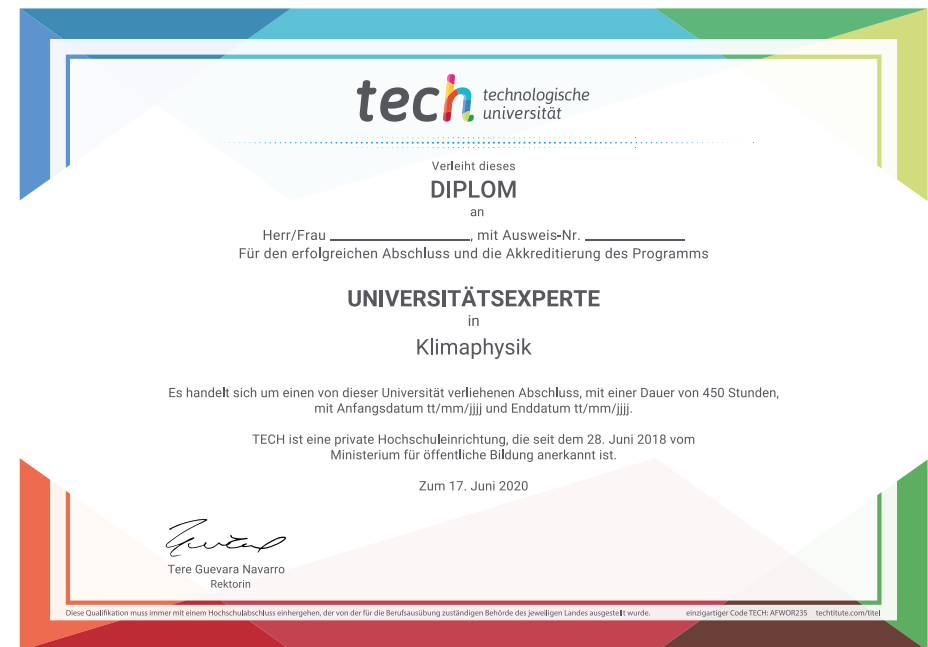 tech technologische
universität
Verleiht dieses
DIPLOM
an
Herr/Frau ____________________, mit Ausweis-Nr. ______________
Für den erfolgreichen Abschluss und die Akkreditierung des Programms
UNIVERSITÄTSEXPERTE
in
Klimaphysik
Es handelt sich um einen von dieser Universität verliehenen Abschluss, mit einer Dauer von 450 Stunden,
mit Anfangsdatum tt/mm/jjjj und Enddatum tt/mm/jjjj.
TECH ist eine private Hochschuleinrichtung, die seit dem 28. Juni 2018 vom
Ministerium für öffentliche Bildung anerkannt ist.
Zum 17. Juni 2020
Tere Guevara Navarro
Rektorin
Diese Qualifikation muss immer mit einem Hochschulabschluss einhergehen, der von der für die Berufsausübung zuständigen Behörde des jeweiligen Landes ausgestellt wurde. einzigartiger Code TECH: AFWOR23S techtitute.com/titel